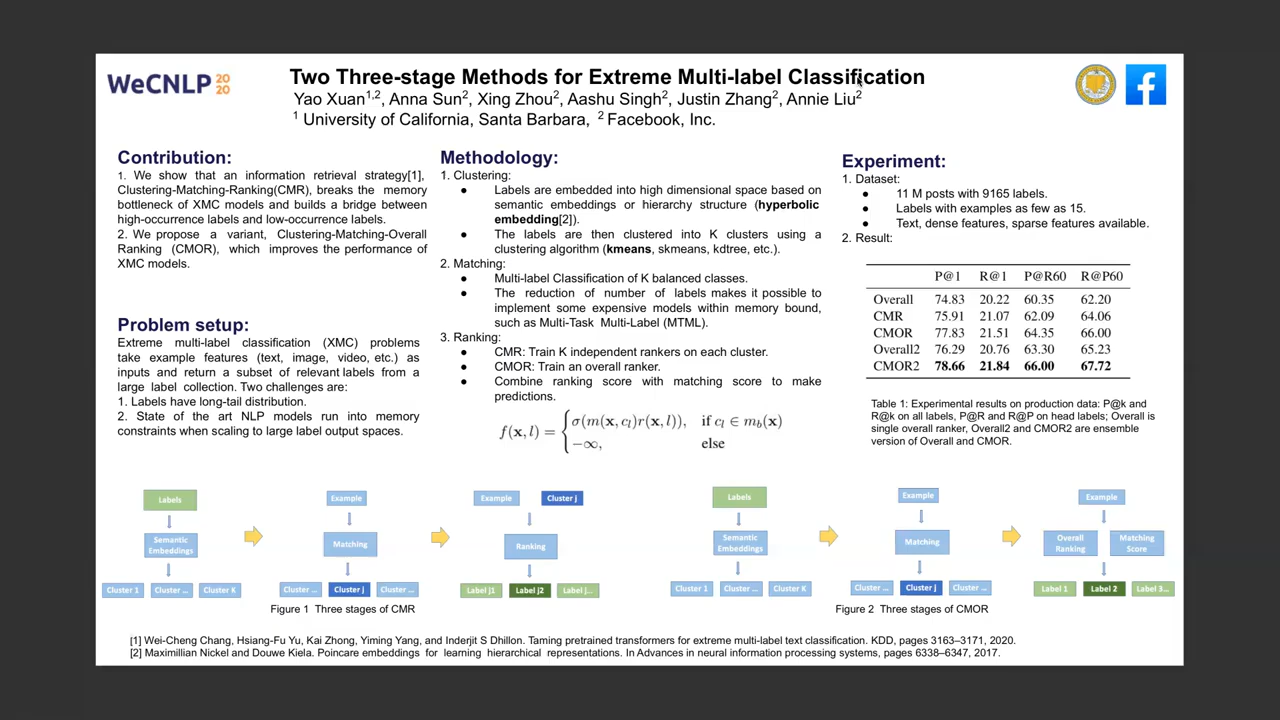 WeCNLP 20 20
Two Three-stage Methods for Extreme Multi-label Classification
Yao Xuan1,2, Anna Sun2, Xing Zhou2, Aashu Singh2, Justin Zhang2, Annie Liu2
1 University of California, Santa Barbara, 2 Facebook, Inc.
Contribution:
1. We show that an information retrieval strategy[1],
Clustering-Matching-Ranking(CMR), breaks the memory
bottleneck of XMC models and builds a bridge between
high-occurrence labels and low-occurrence labels.
2. We propose a variant, Clustering-Matching-Overall
Ranking (CMOR), which improves the performance of
XMC models.
Problem setup:
Extreme multi-label classification (XMC) problems
take example features (text, image, video, etc.) as
inputs and return a subset of relevant labels from a
large label collection. Two challenges are:
1. Labels have long-tail distribution.
2. State of the art NLP models run into memory
constraints when scaling to large label output spaces.
Methodology:
1. Clustering:
● Labels are embedded into high dimensional space based on
semantic embeddings or hierarchy structure (hyperbolic
embedding[2]).
● The labels are then clustered into K clusters using a
clustering algorithm (kmeans, skmeans, kdtree, etc.).
2. Matching:
● Multi-label Classification of K balanced classes.
● The reduction of number of labels makes it possible to
implement some expensive models within memory bound,
such as Multi-Task Multi-Label (MTML).
3. Ranking:
● CMR: Train K independent rankers on each cluster.
● CMOR: Train an overall ranker.
● Combine ranking score with matching score to make
predictions.
f(x, l) = { σ(m(x, c_l)r(x, l)), if c_l ∈ m_b(x)
−∞, else
Experiment:
1. Dataset:
● 11 M posts with 9165 labels.
● Labels with examples as few as 15.
● Text, dense features, sparse features available.
2. Result:
P@1 R@1 P@R60 R@P60
Overall 74.83 20.22 60.35 62.20
CMR 75.91 21.07 62.09 64.06
CMOR 77.83 21.51 64.35 66.00
Overall2 76.29 20.76 63.30 65.23
CMOR2 78.66 21.84 66.00 67.72
Table 1: Experimental results on production data: P@k and
R@k on all labels, P@R and R@P on head labels; Overall is
single overall ranker, Overall2 and CMOR2 are ensemble
version of Overall and CMOR.
Labels
Semantic
Embeddings
Cluster 1 Cluster ... Cluster K
Example
Matching
Cluster ... Cluster j Cluster ...
Example Cluster j
Ranking
Label j1 Label j2 Label j...
Figure 1 Three stages of CMR
Labels
Semantic
Embeddings
Cluster 1 Cluster ... Cluster K
Example
Matching
Cluster ... Cluster j Cluster ...
Example
Overall
Ranking
Matching
Score
Label 1 Label 2 Label 3...
Figure 2 Three stages of CMOR
[1] Wei-Cheng Chang, Hsiang-Fu Yu, Kai Zhong, Yiming Yang, and Inderjit S Dhillon. Taming pretrained transformers for extreme multi-label text classification. KDD, pages 3163–3171, 2020.
[2] Maximillian Nickel and Douwe Kiela. Poincare embeddings for learning hierarchical representations. In Advances in neural information processing systems, pages 6338–6347, 2017.